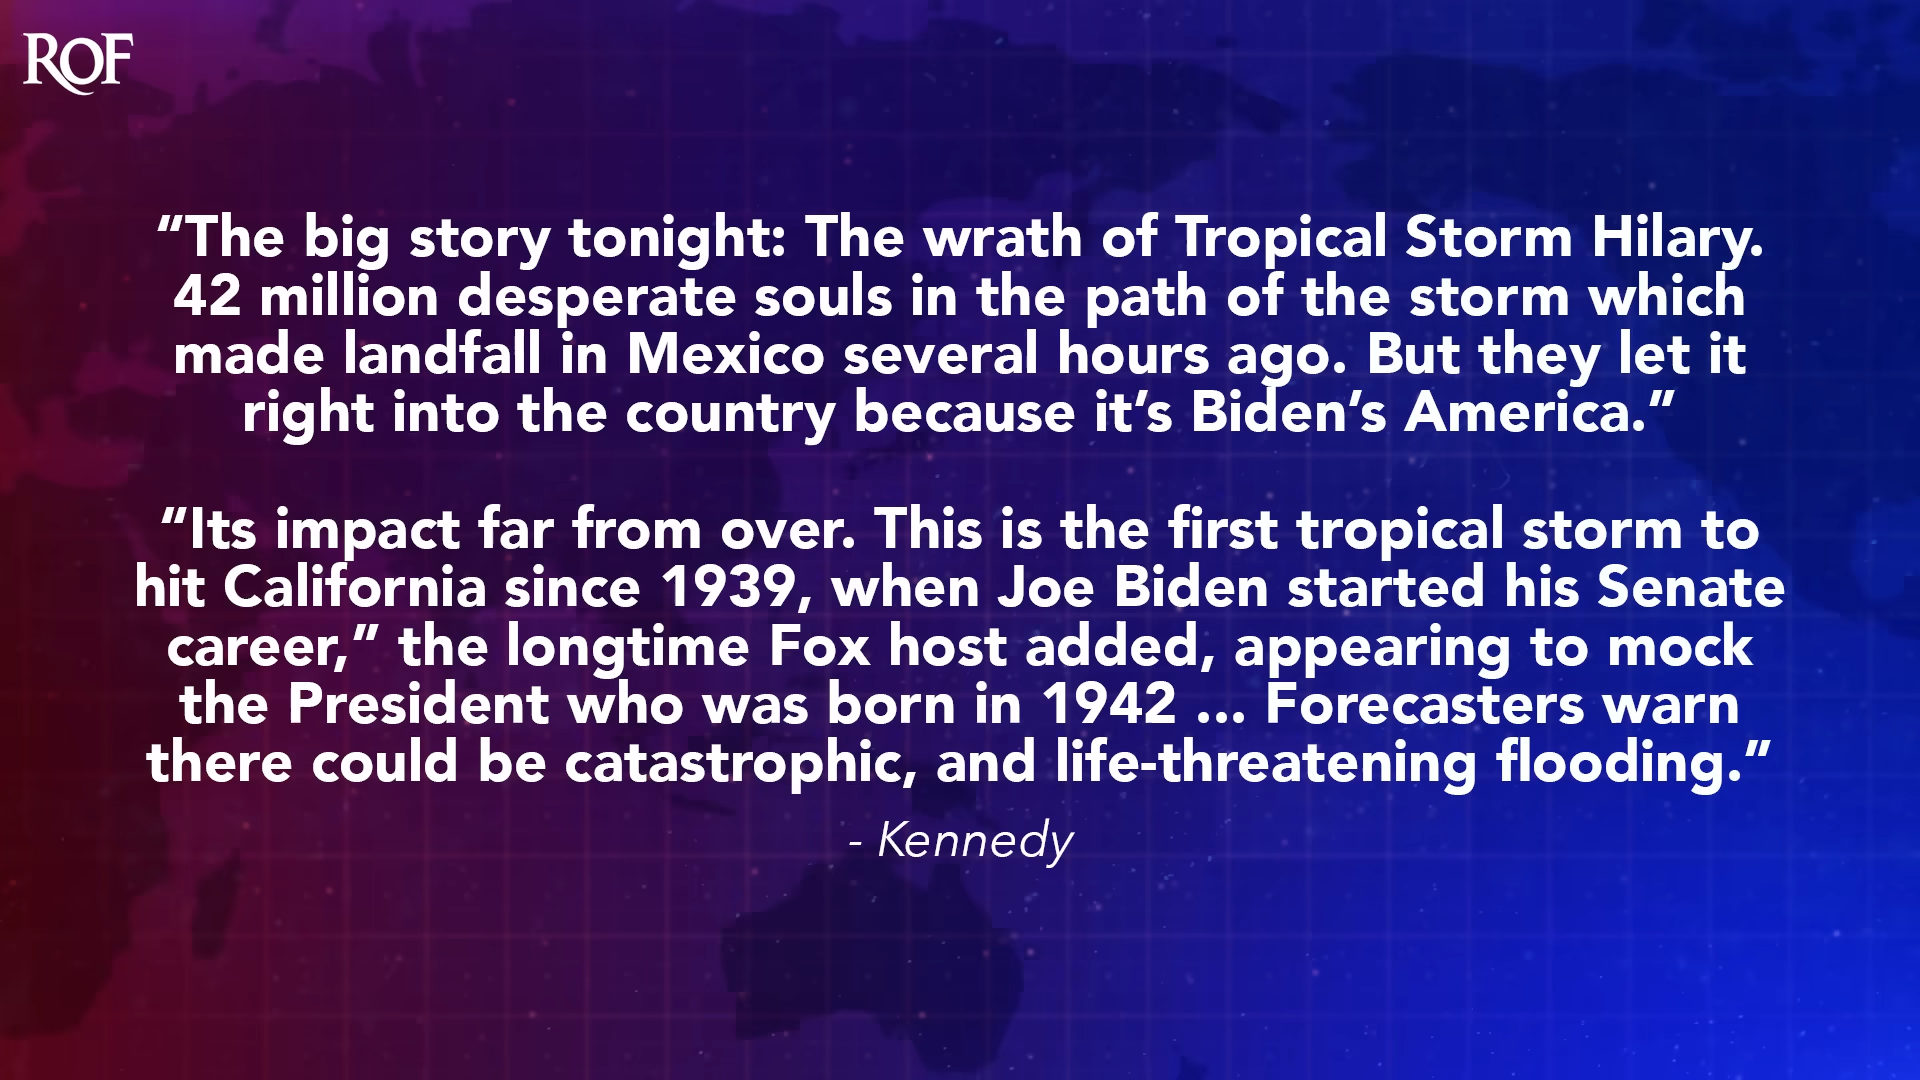 ROF
“The big story tonight: The wrath of Tropical Storm Hilary.
42 million desperate souls in the path of the storm which
made landfall in Mexico several hours ago. But they let it
right into the country because it’s Biden’s America.”
“Its impact far from over. This is the first tropical storm to
hit California since 1939, when Joe Biden started his Senate
career,” the longtime Fox host added, appearing to mock
the President who was born in 1942 ... Forecasters warn
there could be catastrophic, and life-threatening flooding.”
- Kennedy